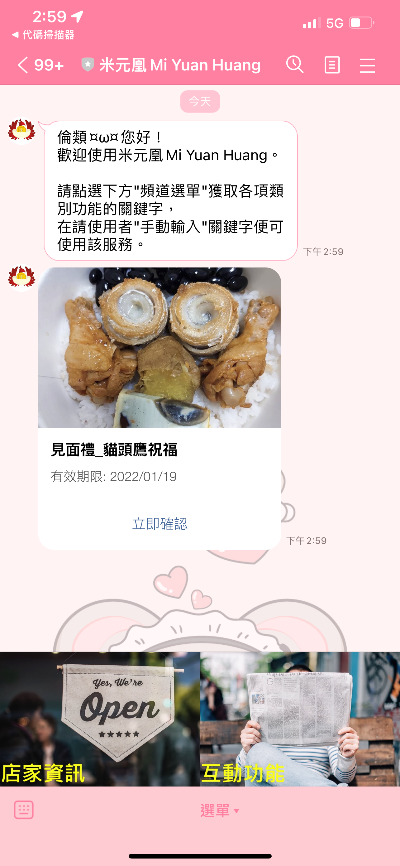 2:59
5G
◀ 代碼掃描器
99+
米元凰 Mi Yuan Huang
今天
倫類¤ω¤您好！
歡迎使用米元凰 Mi Yuan Huang。
請點選下方"頻道選單"獲取各項類
別功能的關鍵字，
在請使用者"手動輸入"關鍵字便可
使用該服務。
下午2:59
見面禮_貓頭應祝福
有效期限: 2022/01/19
立即確認
下午2:59
Yes, We're
Open
店家資訊
互動功能
選單▾